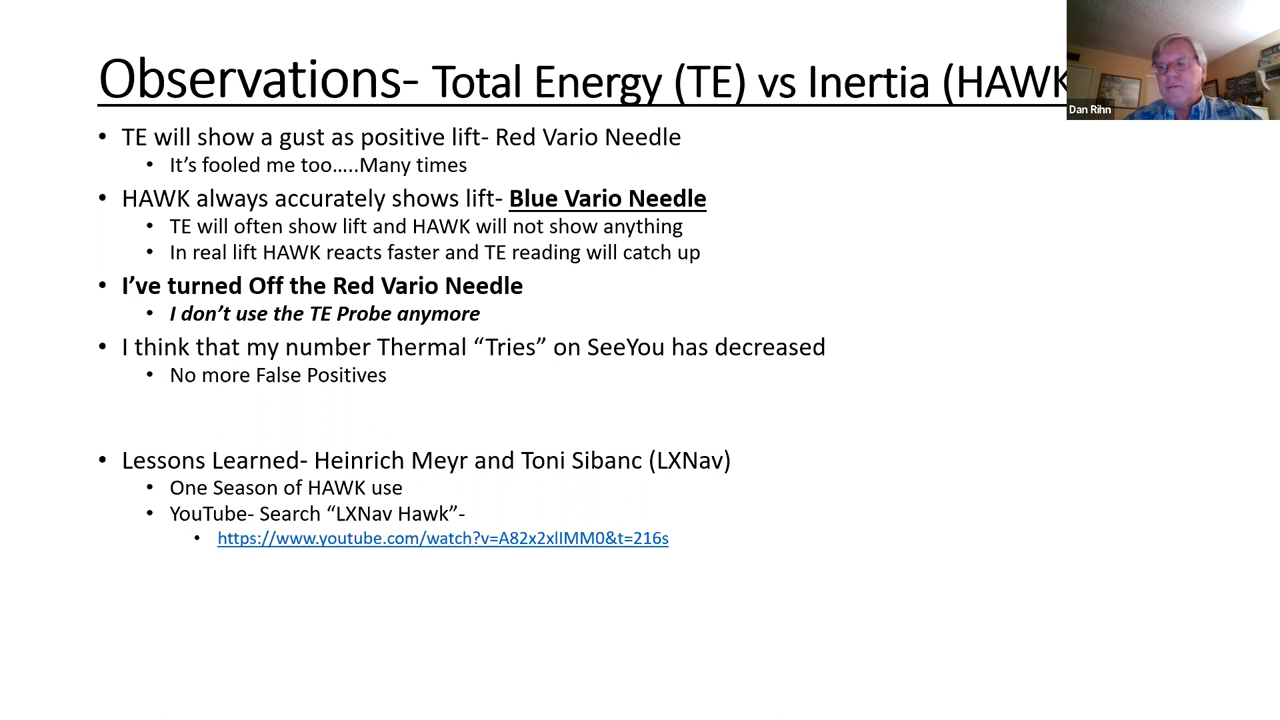 Observations- Total Energy (TE) vs Inertia (HAWK
Dan Rihn
• TE will show a gust as positive lift- Red Vario Needle
• It’s fooled me too…..Many times
• HAWK always accurately shows lift- Blue Vario Needle
• TE will often show lift and HAWK will not show anything
• In real lift HAWK reacts faster and TE reading will catch up
• I’ve turned Off the Red Vario Needle
• I don’t use the TE Probe anymore
• I think that my number Thermal “Tries” on SeeYou has decreased
• No more False Positives
• Lessons Learned- Heinrich Meyr and Toni Sibanc (LXNav)
• One Season of HAWK use
• YouTube- Search “LXNav Hawk”-
• https://www.youtube.com/watch?v=A82x2xlIMM0&t=216s